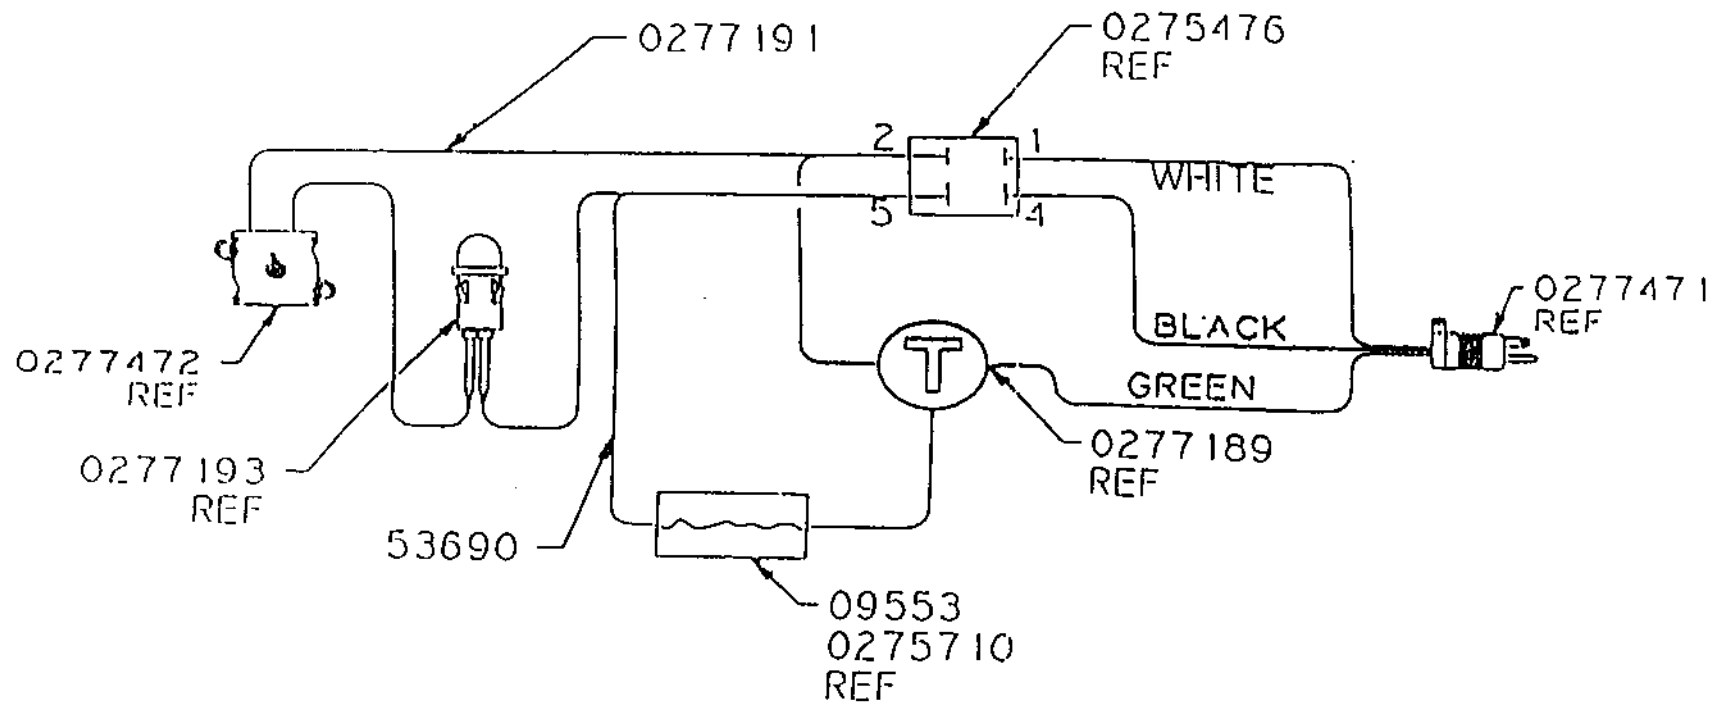 0277191
0275476
REF
2
1
WHITE
5
4
0277471
REF
BLACK
0277472
REF
T
GREEN
0277193
REF
0277189
REF
53690
09553
0275710
REF